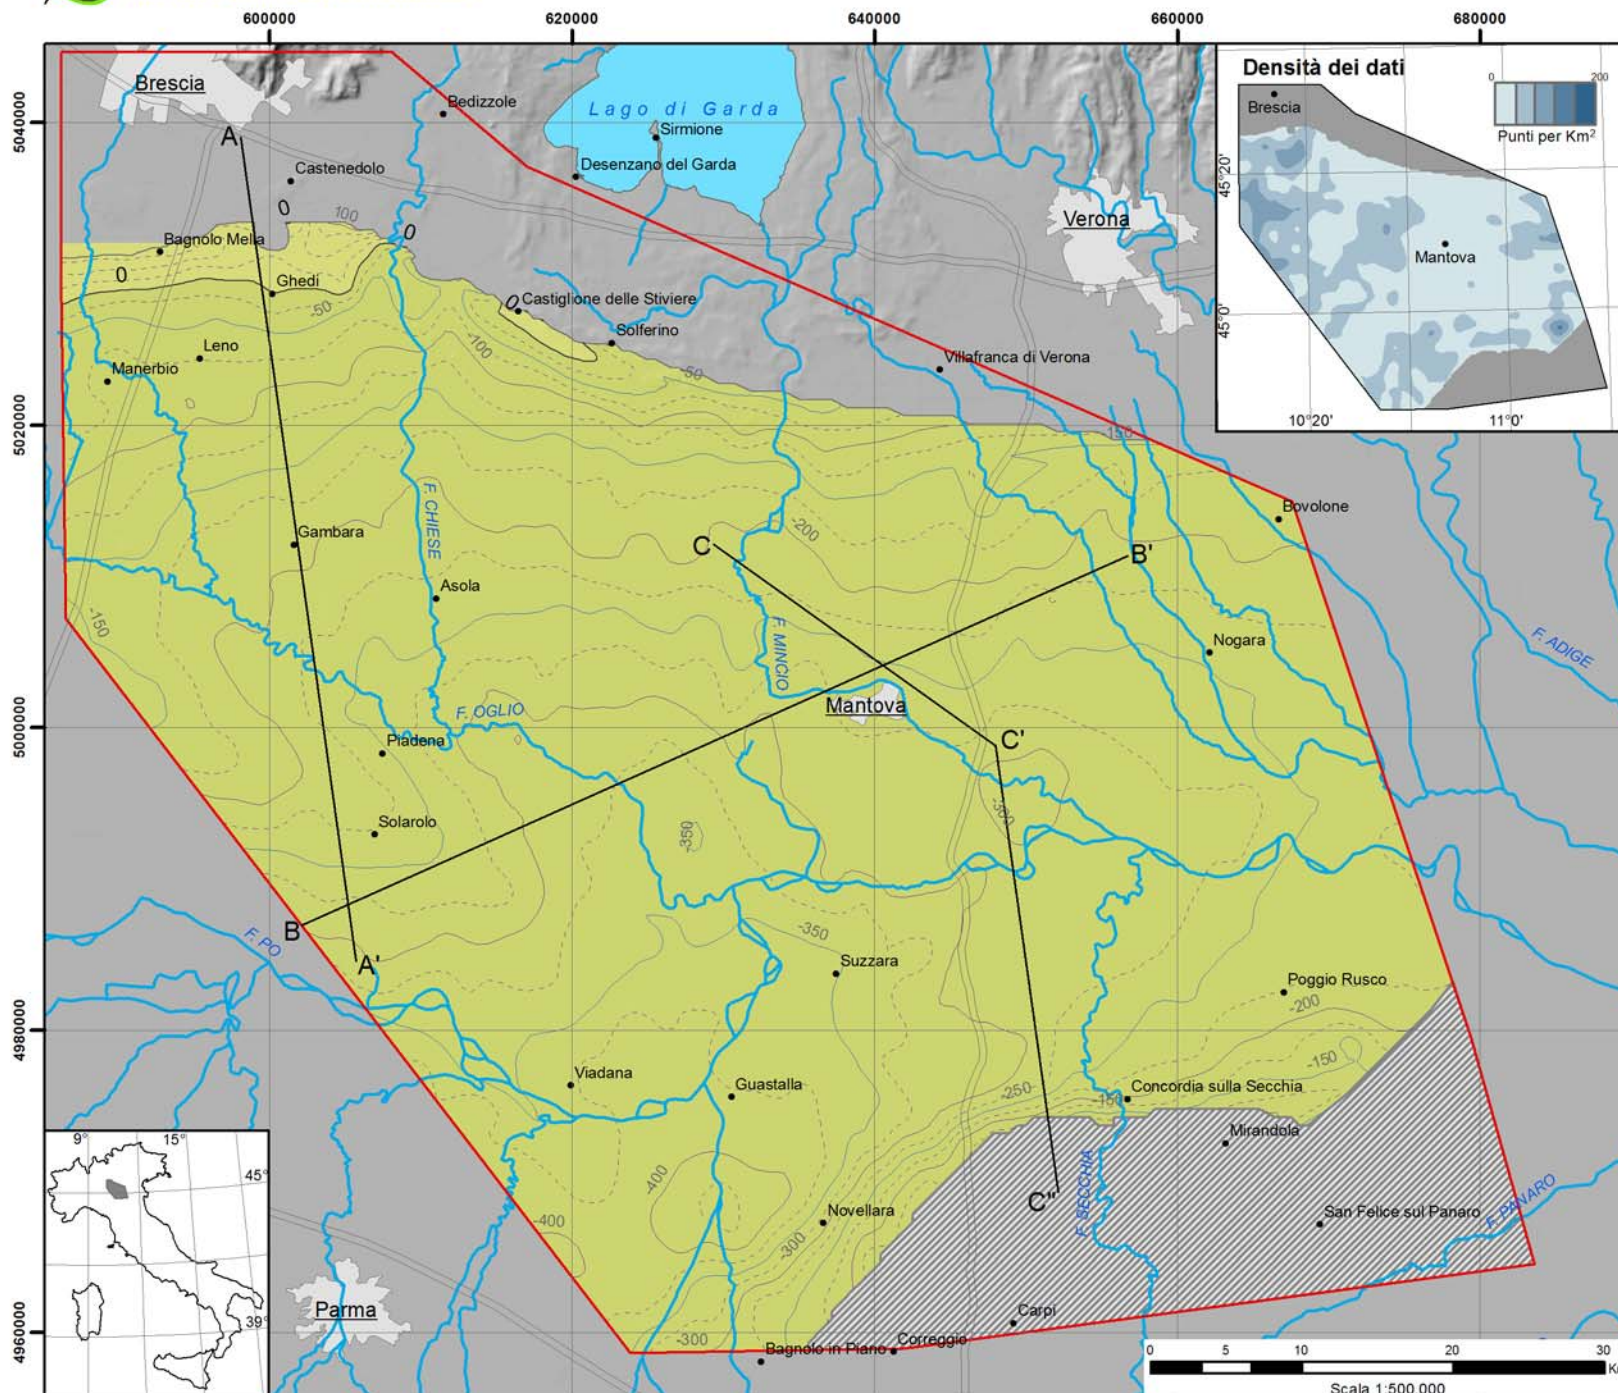 600000
620000
640000
660000
680000
Brescia
Bedizzole
Lago di Garda
Sirmione
Desenzano del Garda
Castenedolo
A
Verona
Densità dei dati
0
200
Punti per Km2
Brescia
Mantova
45°20'
45°0'
10°20'
11°0'
5040000
5020000
5000000
4980000
4960000
0
100
0
Bagnolo Mella
0
Ghedi
-50
0
Castiglione delle Stiviere
Solferino
-100
-50
Leno
Manerbio
Villafranca di Verona
150
Bovolone
F. CHIESE
Gambara
-200
C
B'
Asola
-150
F. MINCIO
Nogara
F. ADIGE
F. OGLIO
Mantova
C'
Piadena
Solarolo
-350
B
A'
F. PO
-350
Suzzara
Poggio Rusco
-200
-150
Viadana
Guastalla
-250
-150
Concordia sulla Secchia
Mirandola
-400
-400
Novellara
-300
C"
F. SECCHIA
San Felice sul Panaro
F. PANARO
9°
15°
45°
39°
Parma
Carpi
-300
Correggio
Bagnolo in Piano
0
5
10
20
30
Scala 1:500.000